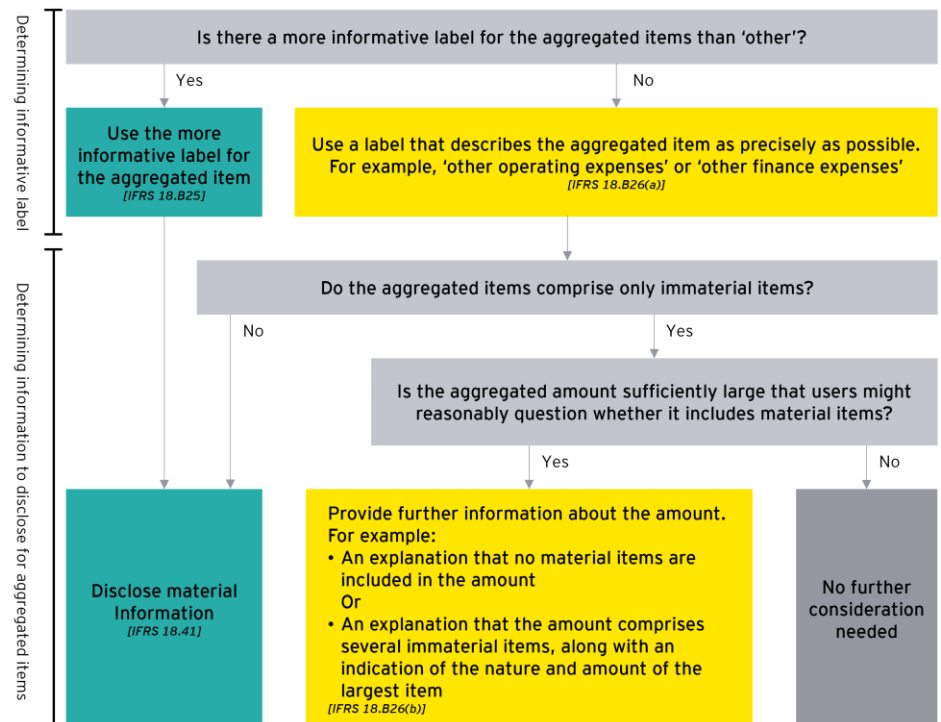 Determining informative label
Is there a more informative label for the aggregated items than ‘other’?
Yes
No
Use the more
informative label for
the aggregated item
[IFRS 18.B25]
Use a label that describes the aggregated item as precisely as possible.
For example, ‘other operating expenses’ or ‘other finance expenses’
[IFRS 18.B26(a)]
Determining information to disclose for aggregated items
Do the aggregated items comprise only immaterial items?
No
Yes
Is the aggregated amount sufficiently large that users might
reasonably question whether it includes material items?
Yes
No
Disclose material
Information
[IFRS 18.41]
Provide further information about the amount.
For example:
• An explanation that no material items are
included in the amount
Or
• An explanation that the amount comprises
several immaterial items, along with an
indication of the nature and amount of the
largest item
[IFRS 18.B26(b)]
No further
consideration
needed